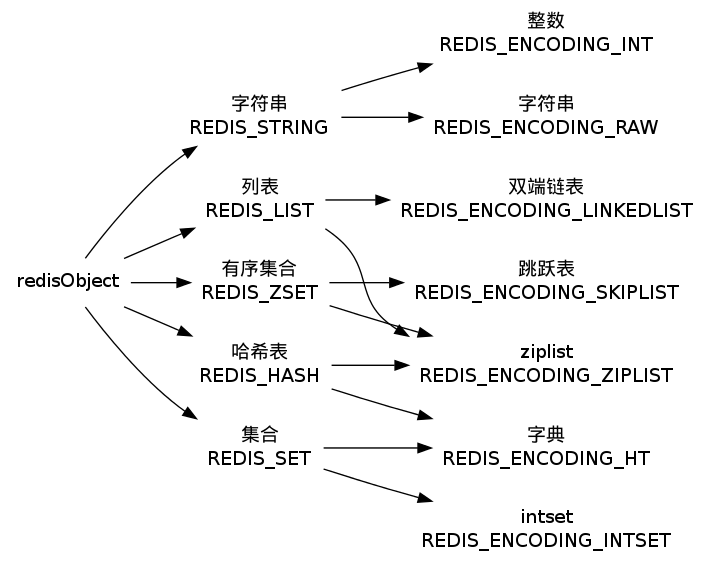 整数
REDIS_ENCODING_INT
字符串
REDIS_STRING
字符串
REDIS_ENCODING_RAW
列表
REDIS_LIST
双端链表
REDIS_ENCODING_LINKEDLIST
redisObject
有序集合
REDIS_ZSET
跳跃表
REDIS_ENCODING_SKIPLIST
哈希表
REDIS_HASH
ziplist
REDIS_ENCODING_ZIPLIST
集合
REDIS_SET
字典
REDIS_ENCODING_HT
intset
REDIS_ENCODING_INTSET